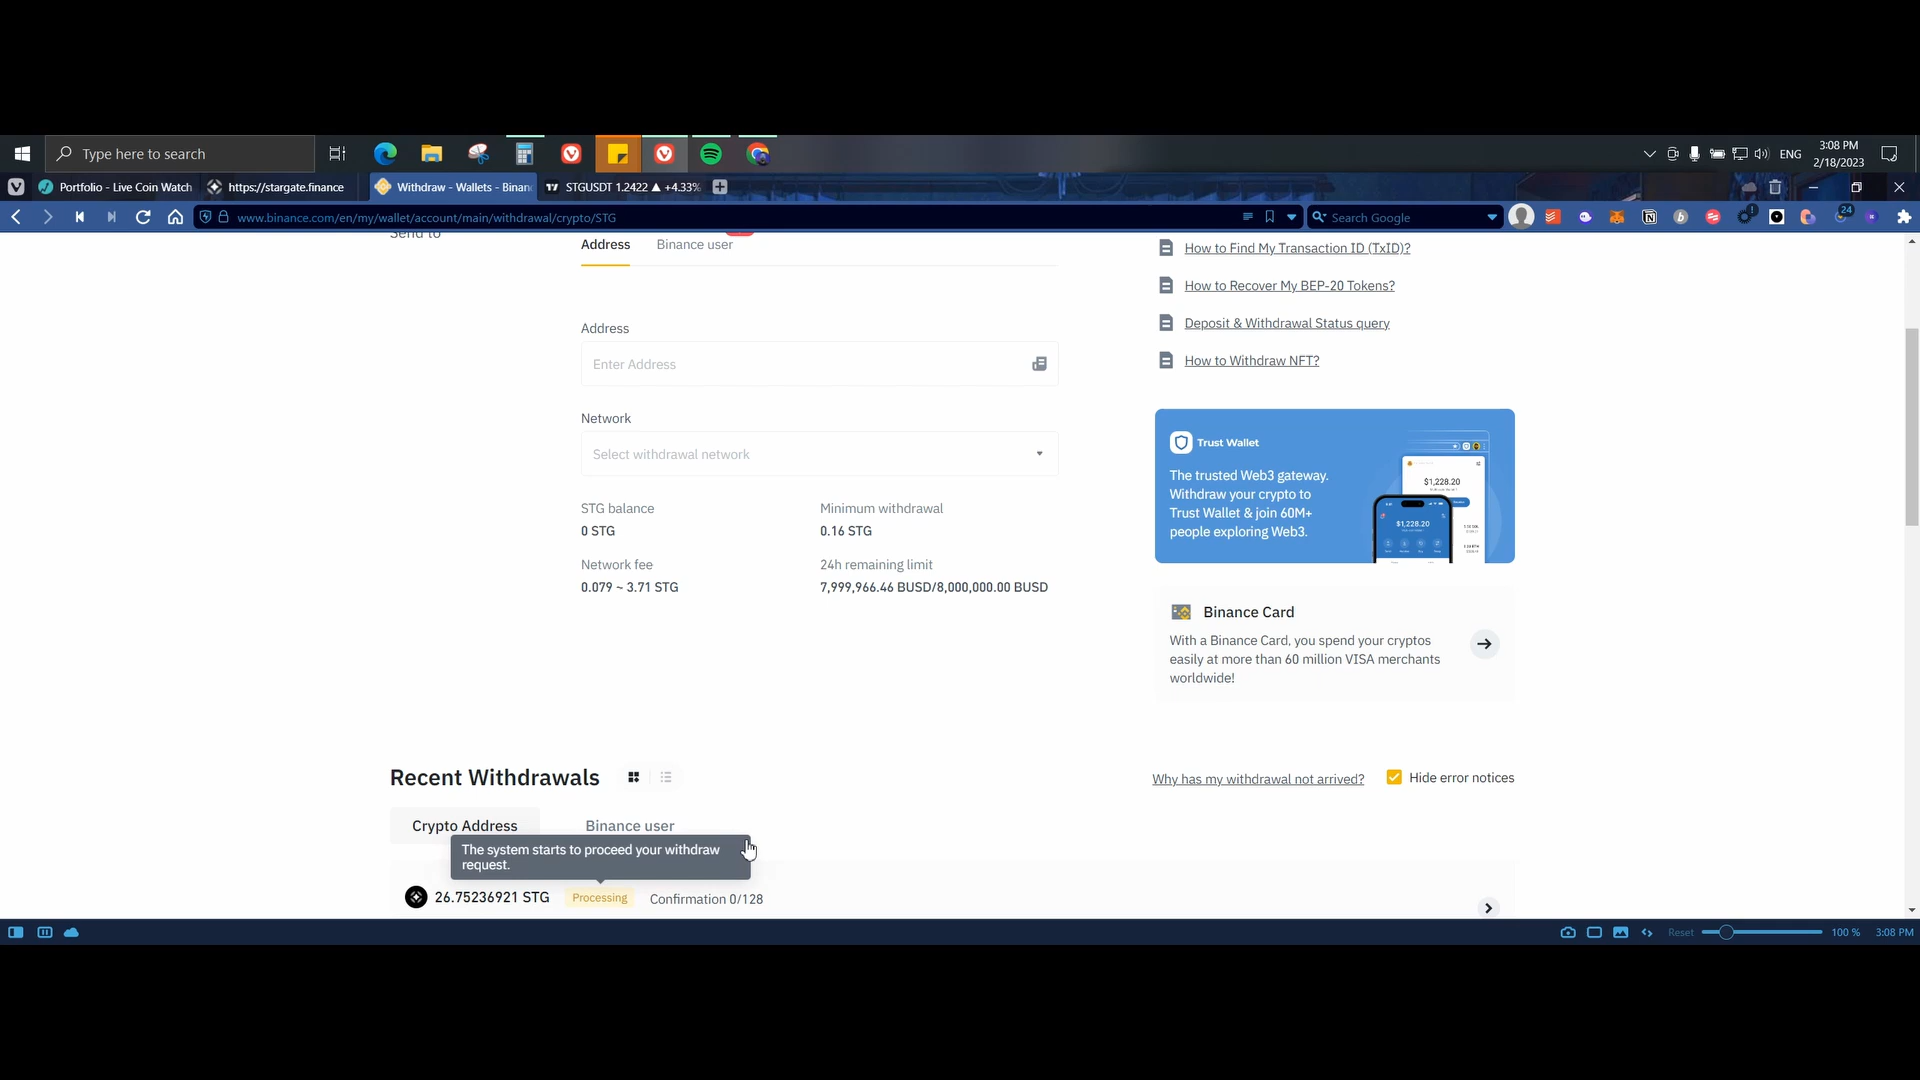 Type here to search
ENG
3:08 PM
2/18/2023
Portfolio - Live Coin Watch
https://stargate.finance
Withdraw - Wallets - Binan
STGUSDT 1.2422 ▲ +4.33%
www.binance.com/en/my/wallet/account/main/withdrawal/crypto/STG
Search Google
24
Send to
Address
Binance user
How to Find My Transaction ID (TxID)?
How to Recover My BEP-20 Tokens?
Deposit & Withdrawal Status query
How to Withdraw NFT?
Address
Enter Address
Network
Select withdrawal network
STG balance
0 STG
Minimum withdrawal
0.16 STG
Network fee
0.079 ~ 3.71 STG
24h remaining limit
7,999,966.46 BUSD/8,000,000.00 BUSD
Trust Wallet
The trusted Web3 gateway.
Withdraw your crypto to
Trust Wallet & join 60M+
people exploring Web3.
$1,228.20
$1,228.20
Binance Card
With a Binance Card, you spend your cryptos
easily at more than 60 million VISA merchants
worldwide!
Recent Withdrawals
Why has my withdrawal not arrived?
Hide error notices
Crypto Address
Binance user
The system starts to proceed your withdraw
request.
26.75236921 STG
Processing
Confirmation 0/128
Reset
100 %
3:08 PM